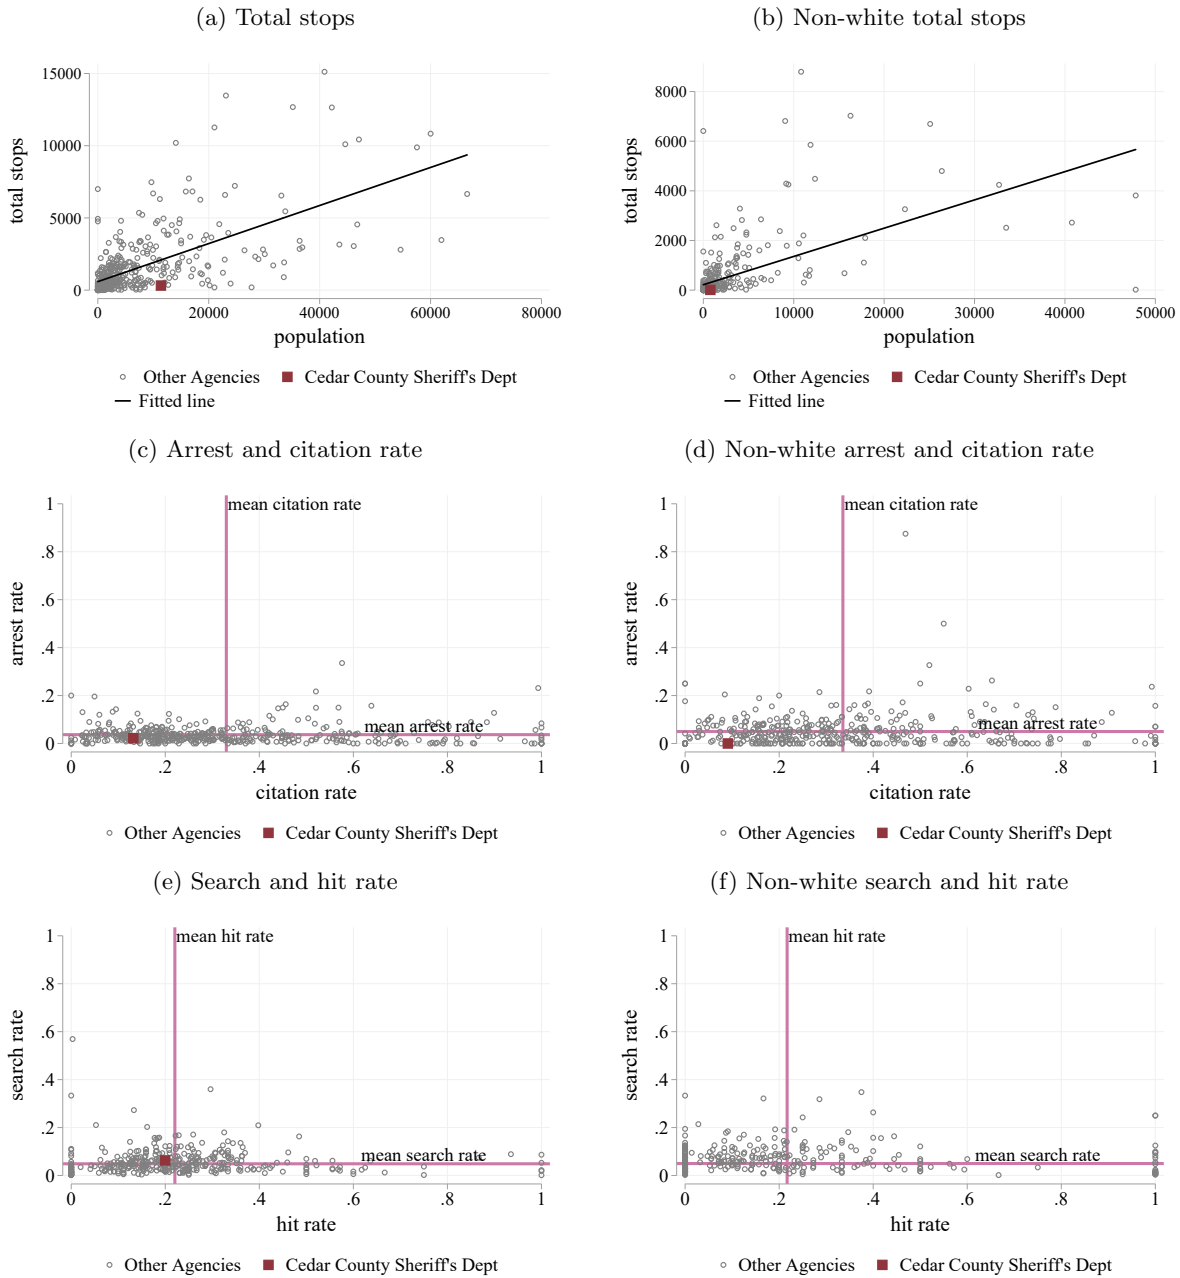 (a) Total stops
total stops
15000
10000
5000
0
0 20000 40000 60000 80000
population
Other Agencies Cedar County Sheriff's Dept
Fitted line
(b) Non-white total stops
total stops
8000
6000
4000
2000
0
0 10000 20000 30000 40000 50000
population
Other Agencies Cedar County Sheriff's Dept
Fitted line
(c) Arrest and citation rate
arrest rate
1
.8
.6
.4
.2
0
mean citation rate
mean arrest rate
0 .2 .4 .6 .8 1
citation rate
Other Agencies Cedar County Sheriff's Dept
(d) Non-white arrest and citation rate
arrest rate
1
.8
.6
.4
.2
0
mean citation rate
mean arrest rate
0 .2 .4 .6 .8 1
citation rate
Other Agencies Cedar County Sheriff's Dept
(e) Search and hit rate
search rate
1
.8
.6
.4
.2
0
mean hit rate
mean search rate
0 .2 .4 .6 .8 1
hit rate
Other Agencies Cedar County Sheriff's Dept
(f) Non-white search and hit rate
search rate
1
.8
.6
.4
.2
0
mean hit rate
mean search rate
0 .2 .4 .6 .8 1
hit rate
Other Agencies Cedar County Sheriff's Dept